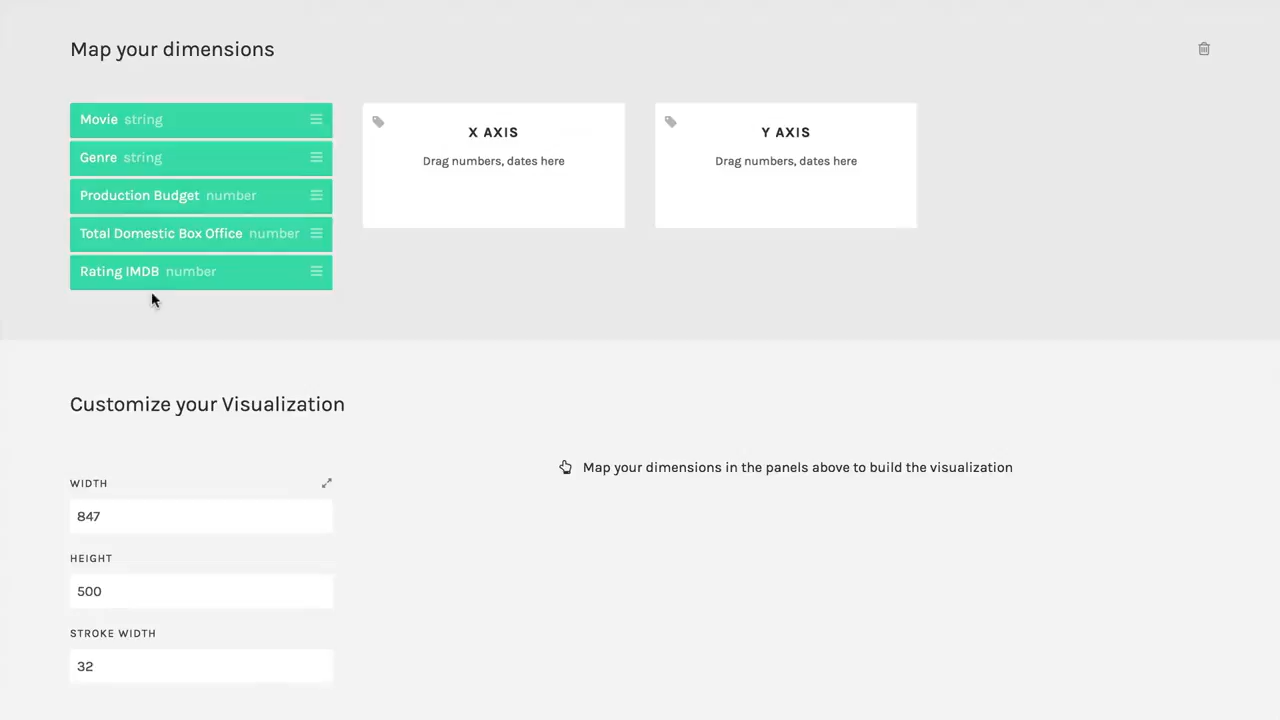 Map your dimensions
Movie string
Genre string
Production Budget number
Total Domestic Box Office number
Rating IMDB number
X AXIS
Drag numbers, dates here
Y AXIS
Drag numbers, dates here
Customize your Visualization
WIDTH
847
HEIGHT
500
STROKE WIDTH
32
Map your dimensions in the panels above to build the visualization